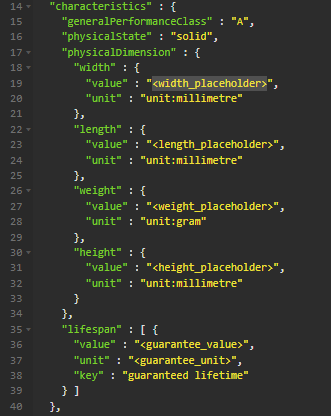 14 "characteristics" : {
15 "generalPerformanceClass" : "A",
16 "physicalState" : "solid",
17 "physicalDimension" : {
18 "width" : {
19 "value" : "<width_placeholder>",
20 "unit" : "unit:millimetre"
21 },
22 "length" : {
23 "value" : "<length_placeholder>",
24 "unit" : "unit:millimetre"
25 },
26 "weight" : {
27 "value" : "<weight_placeholder>",
28 "unit" : "unit:gram"
29 },
30 "height" : {
31 "value" : "<height_placeholder>",
32 "unit" : "unit:millimetre"
33 }
34 },
35 "lifespan" : [ {
36 "value" : "<guarantee_value>",
37 "unit" : "<guarantee_unit>",
38 "key" : "guaranteed lifetime"
39 } ]
40 },